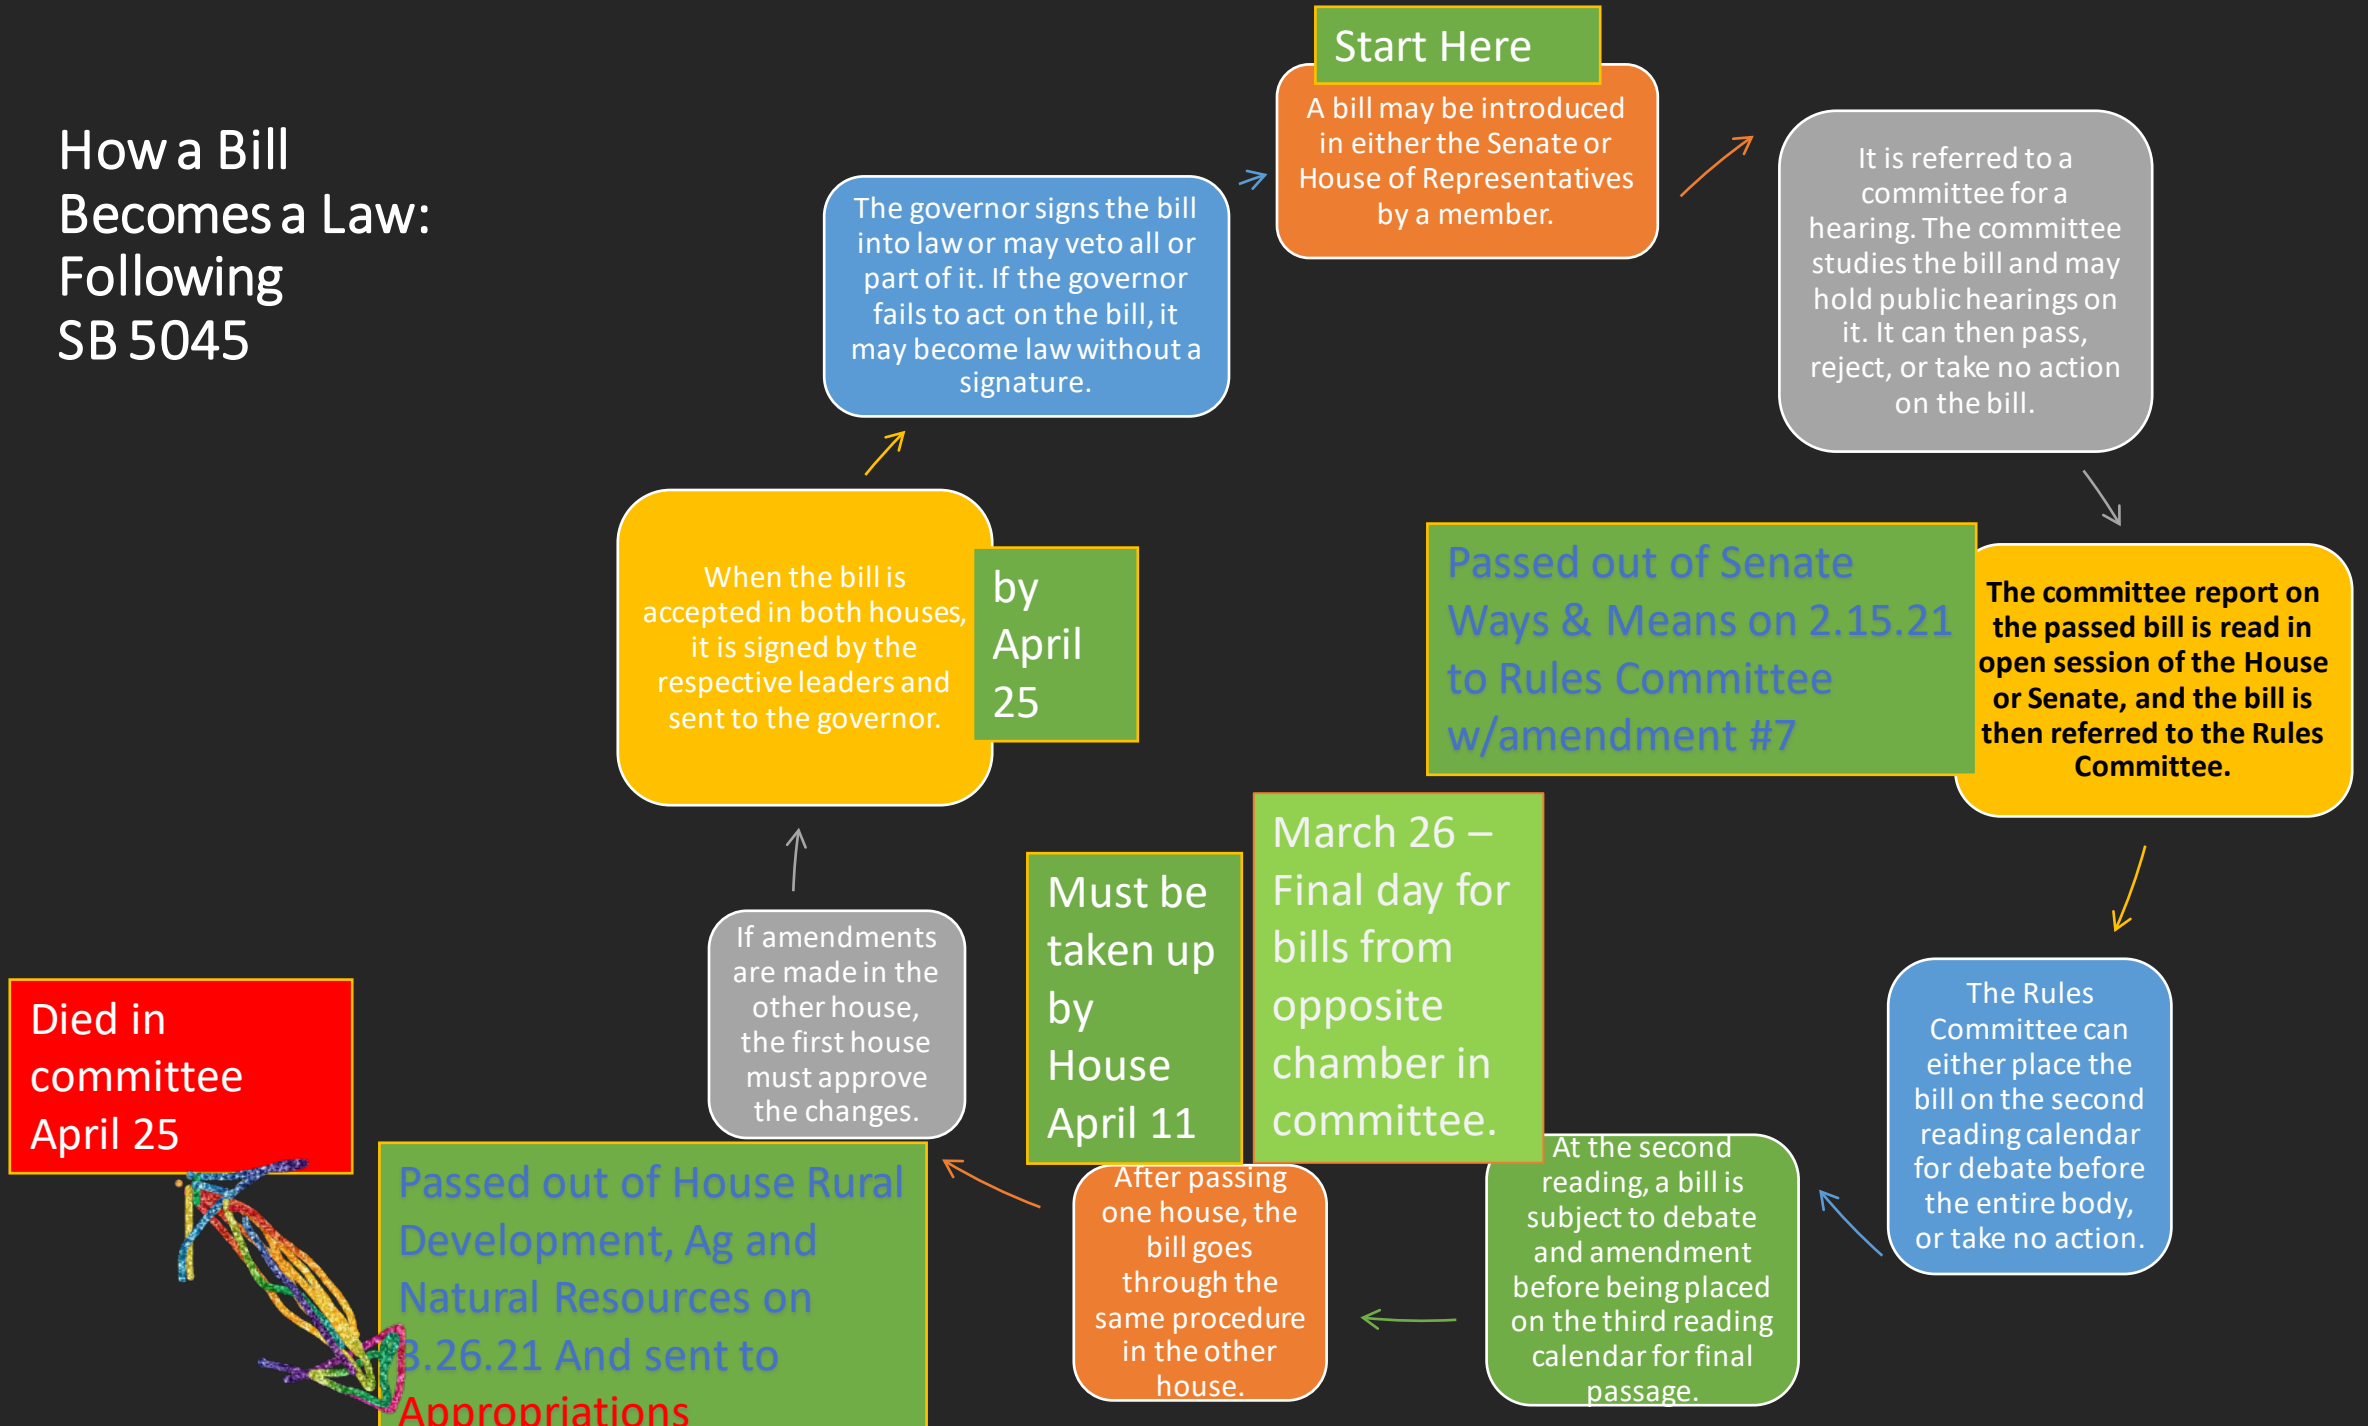 How a Bill
Becomes a Law:
Following
SB 5045
Start Here
A bill may be introduced
in either the Senate or
House of Representatives
by a member.
It is referred to a
committee for a
hearing. The committee
studies the bill and may
hold public hearings on
it. It can then pass,
reject, or take no action
on the bill.
Passed out of Senate
Ways & Means on 2.15.21
to Rules Committee
w/amendment #7
The committee report on
the passed bill is read in
open session of the House
or Senate, and the bill is
then referred to the Rules
Committee.
The Rules
Committee can
either place the
bill on the second
reading calendar
for debate before
the entire body,
or take no action.
At the second
reading, a bill is
subject to debate
and amendment
before being placed
on the third reading
calendar for final
passage.
March 26 –
Final day for
bills from
opposite
chamber in
committee.
Must be
taken up
by
House
April 11
After passing
one house, the
bill goes
through the
same procedure
in the other
house.
Passed out of House Rural
Development, Ag and
Natural Resources on
3.26.21 And sent to
Appropriations
Died in
committee
April 25
If amendments
are made in the
other house,
the first house
must approve
the changes.
When the bill is
accepted in both houses,
it is signed by the
respective leaders and
sent to the governor.
by
April
25
The governor signs the bill
into law or may veto all or
part of it. If the governor
fails to act on the bill, it
may become law without a
signature.